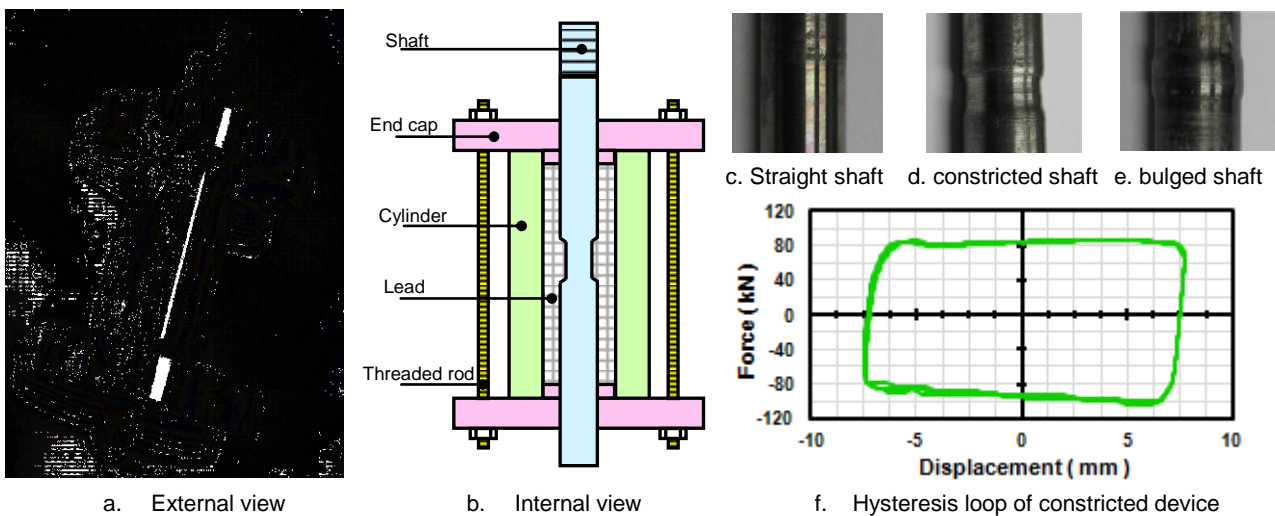 Shaft
End cap
Cylinder
Lead
Threaded rod
c. Straight shaft d. constricted shaft e. bulged shaft
120
80
40
0
-40
-80
-120
Force ( kN )
-10 -5 0 5 10
Displacement ( mm )
a. External view b. Internal view f. Hysteresis loop of constricted device